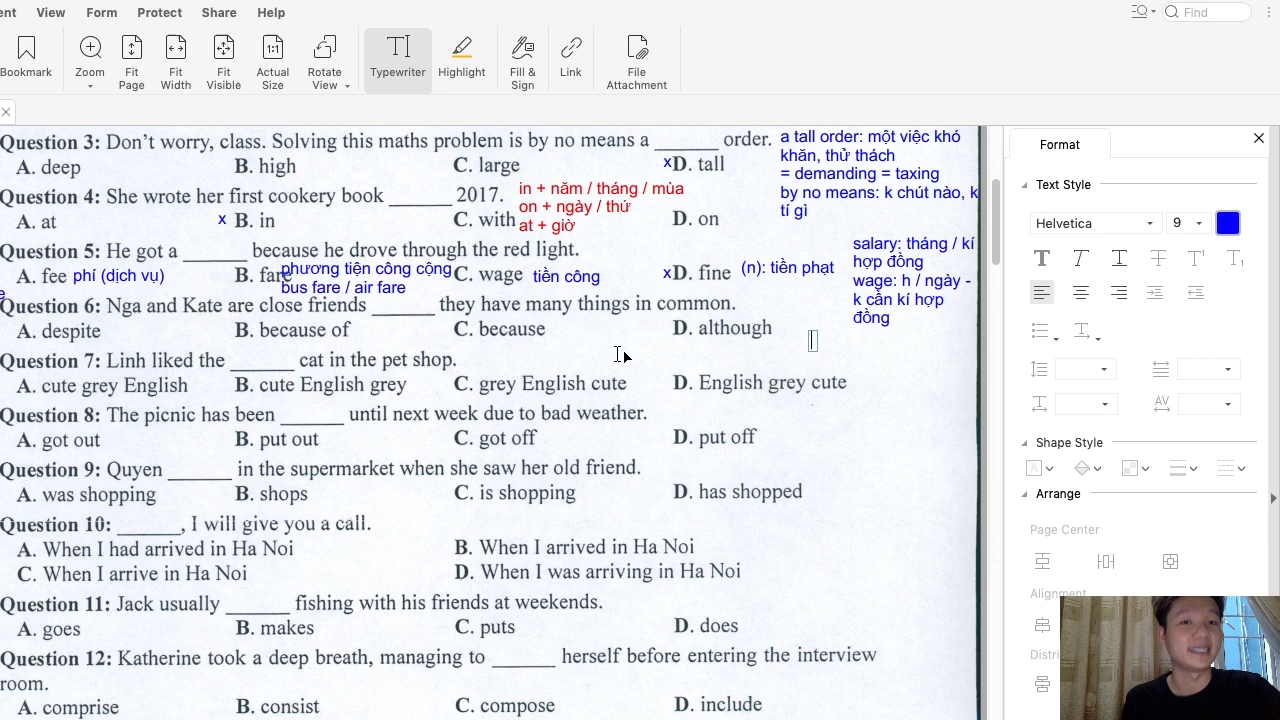 ent View Form Protect Share Help Find
Bookmark Zoom Fit Page Fit Width Fit Visible Actual Size Rotate View Typewriter Highlight Fill & Sign Link File Attachment
Question 3: Don't worry, class. Solving this maths problem is by no means a ______ order.
A. deep B. high C. large xD. tall
a tall order: một việc khó
khăn, thử thách
= demanding = taxing
by no means: k chút nào, k
tí gì
Question 4: She wrote her first cookery book ______ 2017.
A. at x B. in C. with D. on
in + năm / tháng / mùa
on + ngày / thứ
at + giờ
Question 5: He got a ______ because he drove through the red light.
A. fee phí (dịch vụ) B. fare phương tiện công cộng C. wage tiền công xD. fine (n): tiền phạt
bus fare / air fare
salary: tháng / kí
hợp đồng
wage: h / ngày -
k cần kí hợp
đồng
e
Question 6: Nga and Kate are close friends ______ they have many things in common.
A. despite B. because of C. because D. although
Question 7: Linh liked the ______ cat in the pet shop.
A. cute grey English B. cute English grey C. grey English cute D. English grey cute
Question 8: The picnic has been ______ until next week due to bad weather.
A. got out B. put out C. got off D. put off
Question 9: Quyen ______ in the supermarket when she saw her old friend.
A. was shopping B. shops C. is shopping D. has shopped
Question 10: ______, I will give you a call.
A. When I had arrived in Ha Noi B. When I arrived in Ha Noi
C. When I arrive in Ha Noi D. When I was arriving in Ha Noi
Question 11: Jack usually ______ fishing with his friends at weekends.
A. goes B. makes C. puts D. does
Question 12: Katherine took a deep breath, managing to ______ herself before entering the interview
room.
A. comprise B. consist C. compose D. include
Format
Text Style
Helvetica 9
Shape Style
Arrange
Page Center
Alignment
Distri